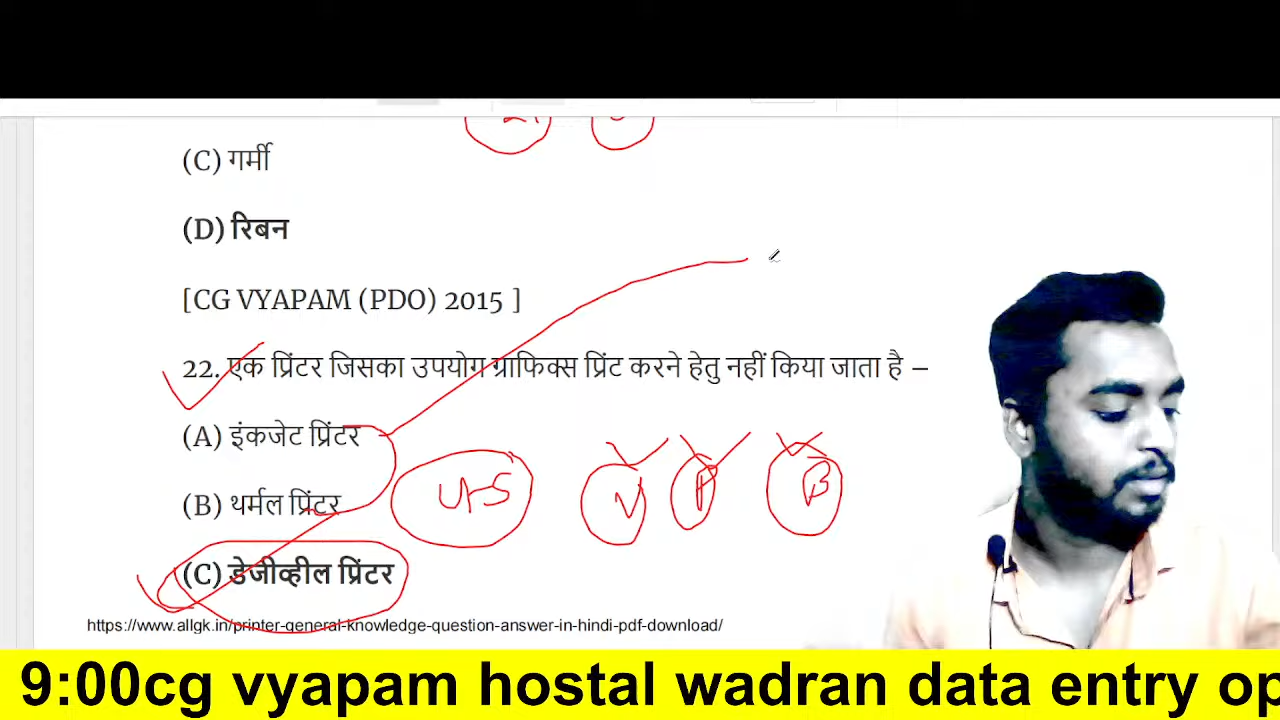 (C) गर्मी
(D) रिबन
[CG VYAPAM (PDO) 2015 ]
22. एक प्रिंटर जिसका उपयोग ग्राफिक्स प्रिंट करने हेतु नहीं किया जाता है –
(A) इंकजेट प्रिंटर
(B) थर्मल प्रिंटर
V P B
(C) डेजीव्हील प्रिंटर
https://www.allgk.in/printer-general-knowledge-question-answer-in-hindi-pdf-download/
9:00cg vyapam hostal wadran data entry op